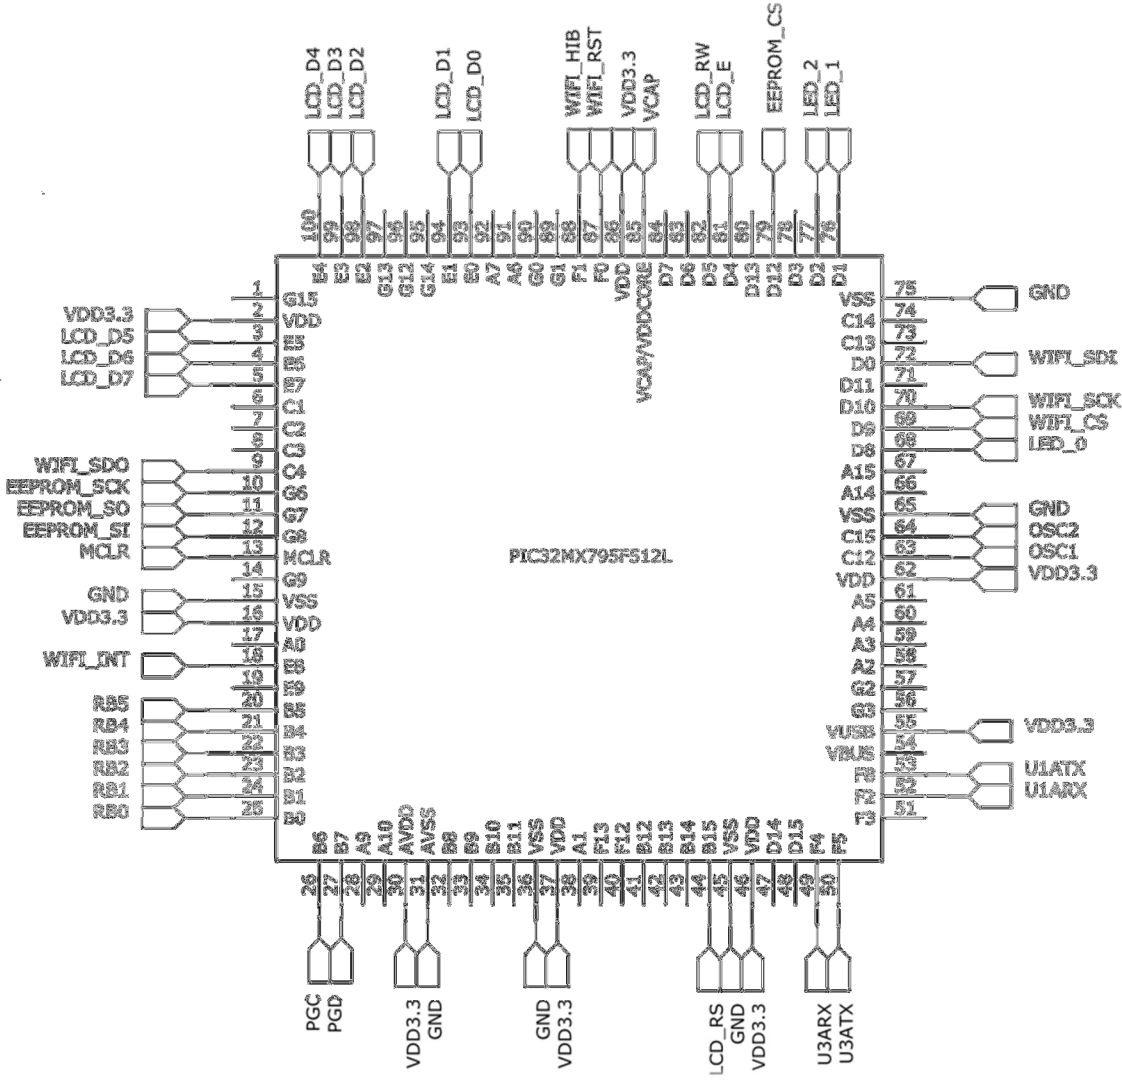 LCD_D4
LCD_D3
LCD_D2
LCD_D1
LCD_D0
WIFI_HIB
WIFI_RST
VDD3.3
VCAP
LCD_RW
LCD_E
EEPROM_CS
LED_2
LED_1
100 99 98 97 96 95 94 93 92 91 90 89 88 87 86 85 84 83 82 81 80 79 78 77 76
E4 E3 E2 G13 G12 G14 E1 E0 A7 A6 G0 G1 F1 F0 VDD VCAP/VDDCORE D7 D6 D5 D4 D13 D12 D3 D2 D1
1 G15
VDD3.3 2 VDD
LCD_D5 3 E5
LCD_D6 4 E6
LCD_D7 5 E7
6 C1
7 C2
8 C3
WIFI_SDO 9 C4
EEPROM_SCK 10 G6
EEPROM_SO 11 G7
EEPROM_SI 12 G8
MCLR 13 MCLR
14 G9
GND 15 VSS
VDD3.3 16 VDD
17 A0
WIFI_INT 18 E8
19 E9
RB5 20 B5
RB4 21 B4
RB3 22 B3
RB2 23 B2
RB1 24 B1
RB0 25 B0
PIC32MX795F512L
VSS 75 GND
C14 74
C13 73
D0 72 WIFI_SDI
D11 71
D10 70 WIFI_SCK
D9 69 WIFI_CS
D8 68 LED_0
A15 67
A14 66
VSS 65 GND
C15 64 OSC2
C12 63 OSC1
VDD 62 VDD3.3
A5 61
A4 60
A3 59
A2 58
G2 57
G3 56
VUSB 55 VDD3.3
VBUS 54
F8 53 U1ATX
F2 52 U1ARX
F3 51
B6 B7 A9 A10 AVDD AVSS B8 B9 B10 B11 VSS VDD A1 F13 F12 B12 B13 B14 B15 VSS VDD D14 D15 F4 F5
26 27 28 29 30 31 32 33 34 35 36 37 38 39 40 41 42 43 44 45 46 47 48 49 50
PGC
PGD
VDD3.3
GND
GND
VDD3.3
LCD_RS
GND
VDD3.3
U3ARX
U3ATX